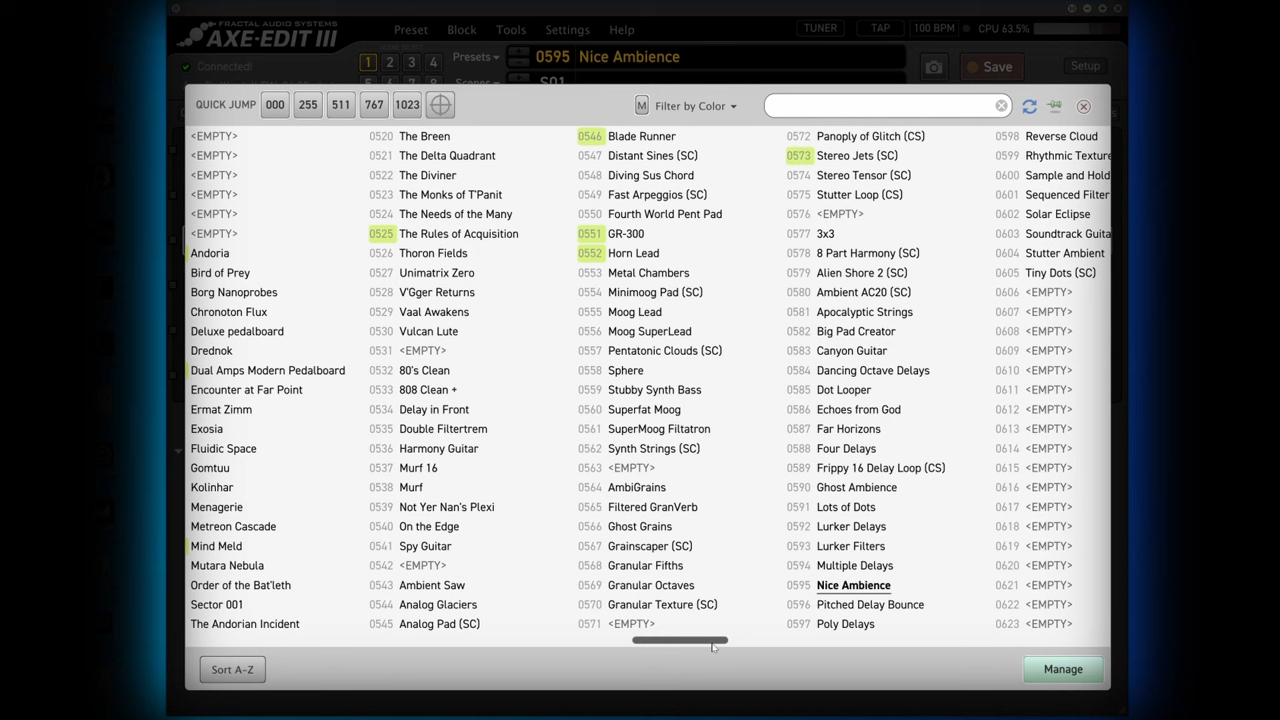 FRACTAL AUDIO SYSTEMS
AXE-EDIT III
Preset Block Tools Settings Help
TUNER TAP 100 BPM CPU 63.5%
Connected!
1 2 3 4
Presets
0595 Nice Ambience
Save
Setup
S01
QUICK JUMP 000 255 511 767 1023
M Filter by Color
<EMPTY>
<EMPTY>
<EMPTY>
<EMPTY>
<EMPTY>
<EMPTY>
Andoria
Bird of Prey
Borg Nanoprobes
Chronoton Flux
Deluxe pedalboard
Drednok
Dual Amps Modern Pedalboard
Encounter at Far Point
Ermat Zimm
Exosia
Fluidic Space
Gomtuu
Kolinhar
Menagerie
Metreon Cascade
Mind Meld
Mutara Nebula
Order of the Bat'leth
Sector 001
The Andorian Incident
0520 The Breen
0521 The Delta Quadrant
0522 The Diviner
0523 The Monks of T'Panit
0524 The Needs of the Many
0525 The Rules of Acquisition
0526 Thoron Fields
0527 Unimatrix Zero
0528 V'Gger Returns
0529 Vaal Awakens
0530 Vulcan Lute
0531 <EMPTY>
0532 80's Clean
0533 808 Clean +
0534 Delay in Front
0535 Double Filtertrem
0536 Harmony Guitar
0537 Murf 16
0538 Murf
0539 Not Yer Nan's Plexi
0540 On the Edge
0541 Spy Guitar
0542 <EMPTY>
0543 Ambient Saw
0544 Analog Glaciers
0545 Analog Pad (SC)
0546 Blade Runner
0547 Distant Sines (SC)
0548 Diving Sus Chord
0549 Fast Arpeggios (SC)
0550 Fourth World Pent Pad
0551 GR-300
0552 Horn Lead
0553 Metal Chambers
0554 Minimoog Pad (SC)
0555 Moog Lead
0556 Moog SuperLead
0557 Pentatonic Clouds (SC)
0558 Sphere
0559 Stubby Synth Bass
0560 Superfat Moog
0561 SuperMoog Filtatron
0562 Synth Strings (SC)
0563 <EMPTY>
0564 AmbiGrains
0565 Filtered GranVerb
0566 Ghost Grains
0567 Grainscaper (SC)
0568 Granular Fifths
0569 Granular Octaves
0570 Granular Texture (SC)
0571 <EMPTY>
0572 Panoply of Glitch (CS)
0573 Stereo Jets (SC)
0574 Stereo Tensor (SC)
0575 Stutter Loop (CS)
0576 <EMPTY>
0577 3x3
0578 8 Part Harmony (SC)
0579 Alien Shore 2 (SC)
0580 Ambient AC20 (SC)
0581 Apocalyptic Strings
0582 Big Pad Creator
0583 Canyon Guitar
0584 Dancing Octave Delays
0585 Dot Looper
0586 Echoes from God
0587 Far Horizons
0588 Four Delays
0589 Frippy 16 Delay Loop (CS)
0590 Ghost Ambience
0591 Lots of Dots
0592 Lurker Delays
0593 Lurker Filters
0594 Multiple Delays
0595 Nice Ambience
0596 Pitched Delay Bounce
0597 Poly Delays
0598 Reverse Cloud
0599 Rhythmic Texture
0600 Sample and Hold
0601 Sequenced Filter
0602 Solar Eclipse
0603 Soundtrack Guita
0604 Stutter Ambient
0605 Tiny Dots (SC)
0606 <EMPTY>
0607 <EMPTY>
0608 <EMPTY>
0609 <EMPTY>
0610 <EMPTY>
0611 <EMPTY>
0612 <EMPTY>
0613 <EMPTY>
0614 <EMPTY>
0615 <EMPTY>
0616 <EMPTY>
0617 <EMPTY>
0618 <EMPTY>
0619 <EMPTY>
0620 <EMPTY>
0621 <EMPTY>
0622 <EMPTY>
0623 <EMPTY>
Sort A-Z
Manage